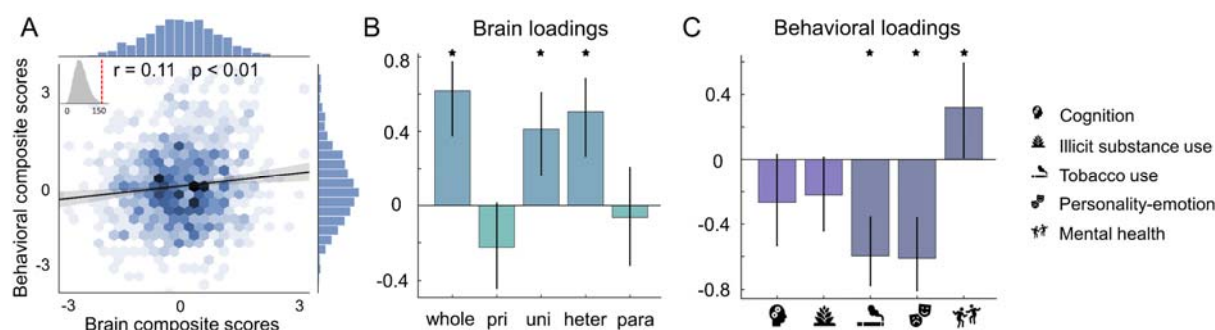 A
Behavioral composite scores
3
0
-3
0 150
r = 0.11 p < 0.01
-3 0 3
Brain composite scores
B
Brain loadings
0.8
0.4
0
-0.4
whole pri uni heter para
C
Behavioral loadings
0.4
0
-0.4
-0.8
Cognition
Illicit substance use
Tobacco use
Personality-emotion
Mental health